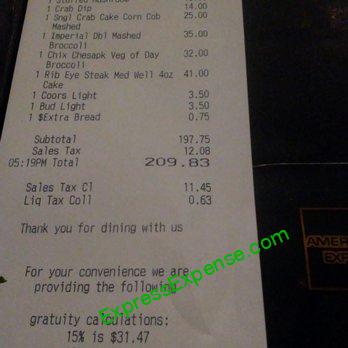 1 Crab Dip 14.00
1 Sngl Crab Cake Corn Cob 25.00
Mashed
1 Imperial Dbl Mashed 35.00
Broccoli
1 Chix Chesapk Veg of Day 32.00
Broccoli
1 Rib Eye Steak Med Well 4oz 41.00
Cake
1 Coors Light 3.50
1 Bud Light 3.50
1 $Extra Bread 0.75
Subtotal 197.75
Sales Tax 12.08
05:19PM Total 209.83
Sales Tax Cl 11.45
Liq Tax Coll 0.63
Thank you for dining with us
For your convenience we are
providing the following
gratuity calculations:
15% is $31.47
ExpressExpense.com
AMER
EXP